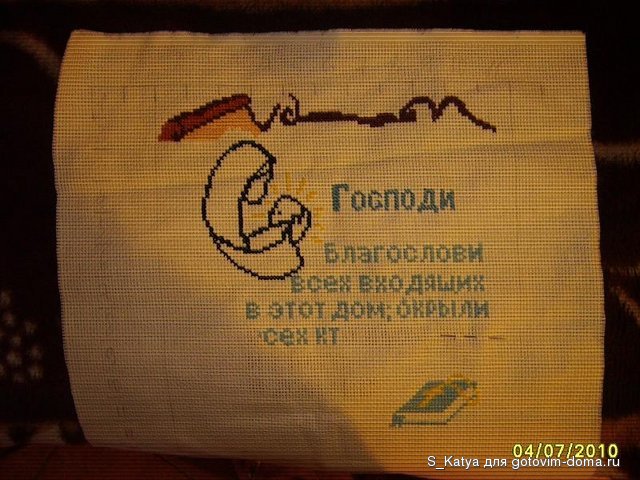 Господи
Благослови
всех входящих
в этот дом; окрыли
сех кт
04/07/2010
S_Katya для gotovim-doma.ru